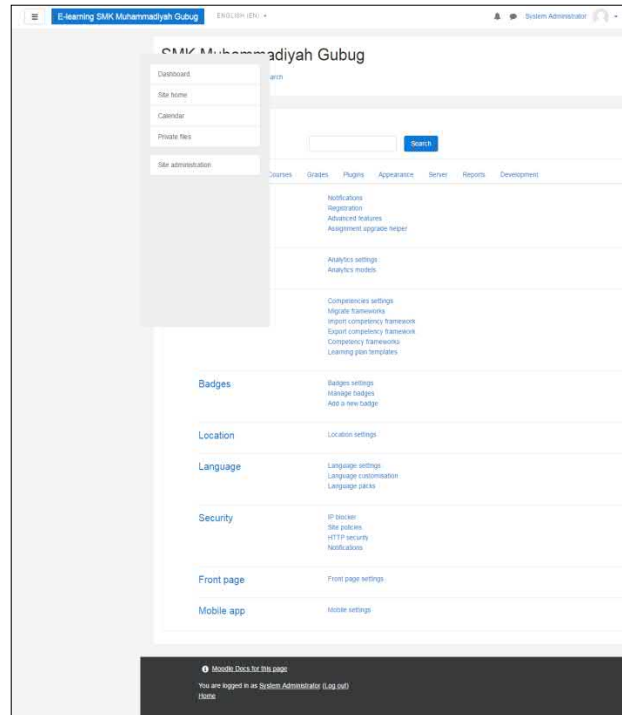 E-learning SMK Muhammadiyah Gubug ENGLISH (EN) System Administrator
SMK Muhammadiyah Gubug
Dashboard
Site home
Calendar
Private files
Site administration
Search
Courses Grades Plugins Appearance Server Reports Development
Notifications
Registration
Advanced features
Assignment upgrade helper
Analytics settings
Analytics models
Competencies settings
Migrate frameworks
Import competency framework
Export competency framework
Competency frameworks
Learning plan templates
Badges
Badges settings
Manage badges
Add a new badge
Location
Location settings
Language
Language settings
Language customisation
Language packs
Security
IP blocker
Site policies
HTTP security
Notifications
Front page
Front page settings
Mobile app
Mobile settings
Moodle Docs for this page
You are logged in as System Administrator (Log out)
Home